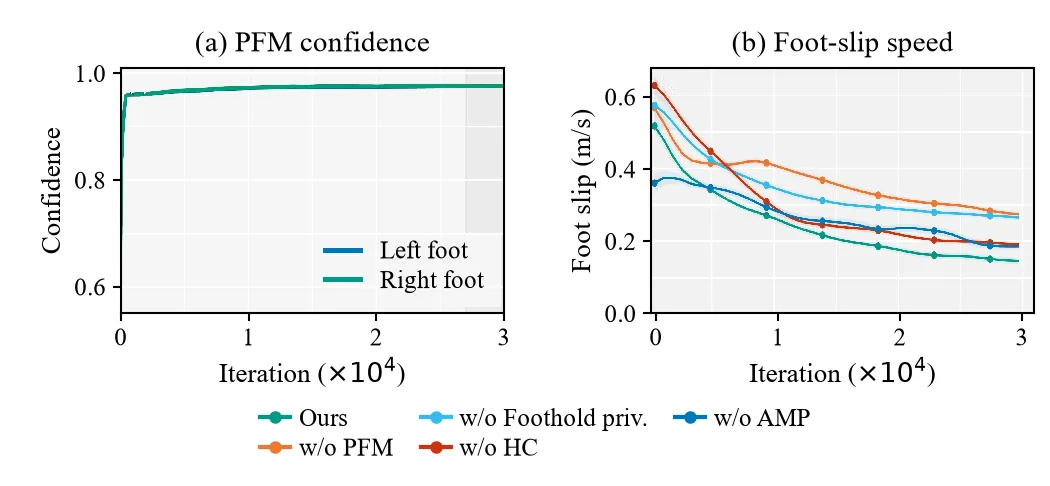 (a) PFM confidence
1.0
0.8
0.6
Confidence
Left foot
Right foot
0
1
2
3
Iteration (×10⁴)
(b) Foot-slip speed
0.6
0.4
0.2
0.0
Foot slip (m/s)
0
1
2
3
Iteration (×10⁴)
Ours
w/o Foothold priv.
w/o AMP
w/o PFM
w/o HC